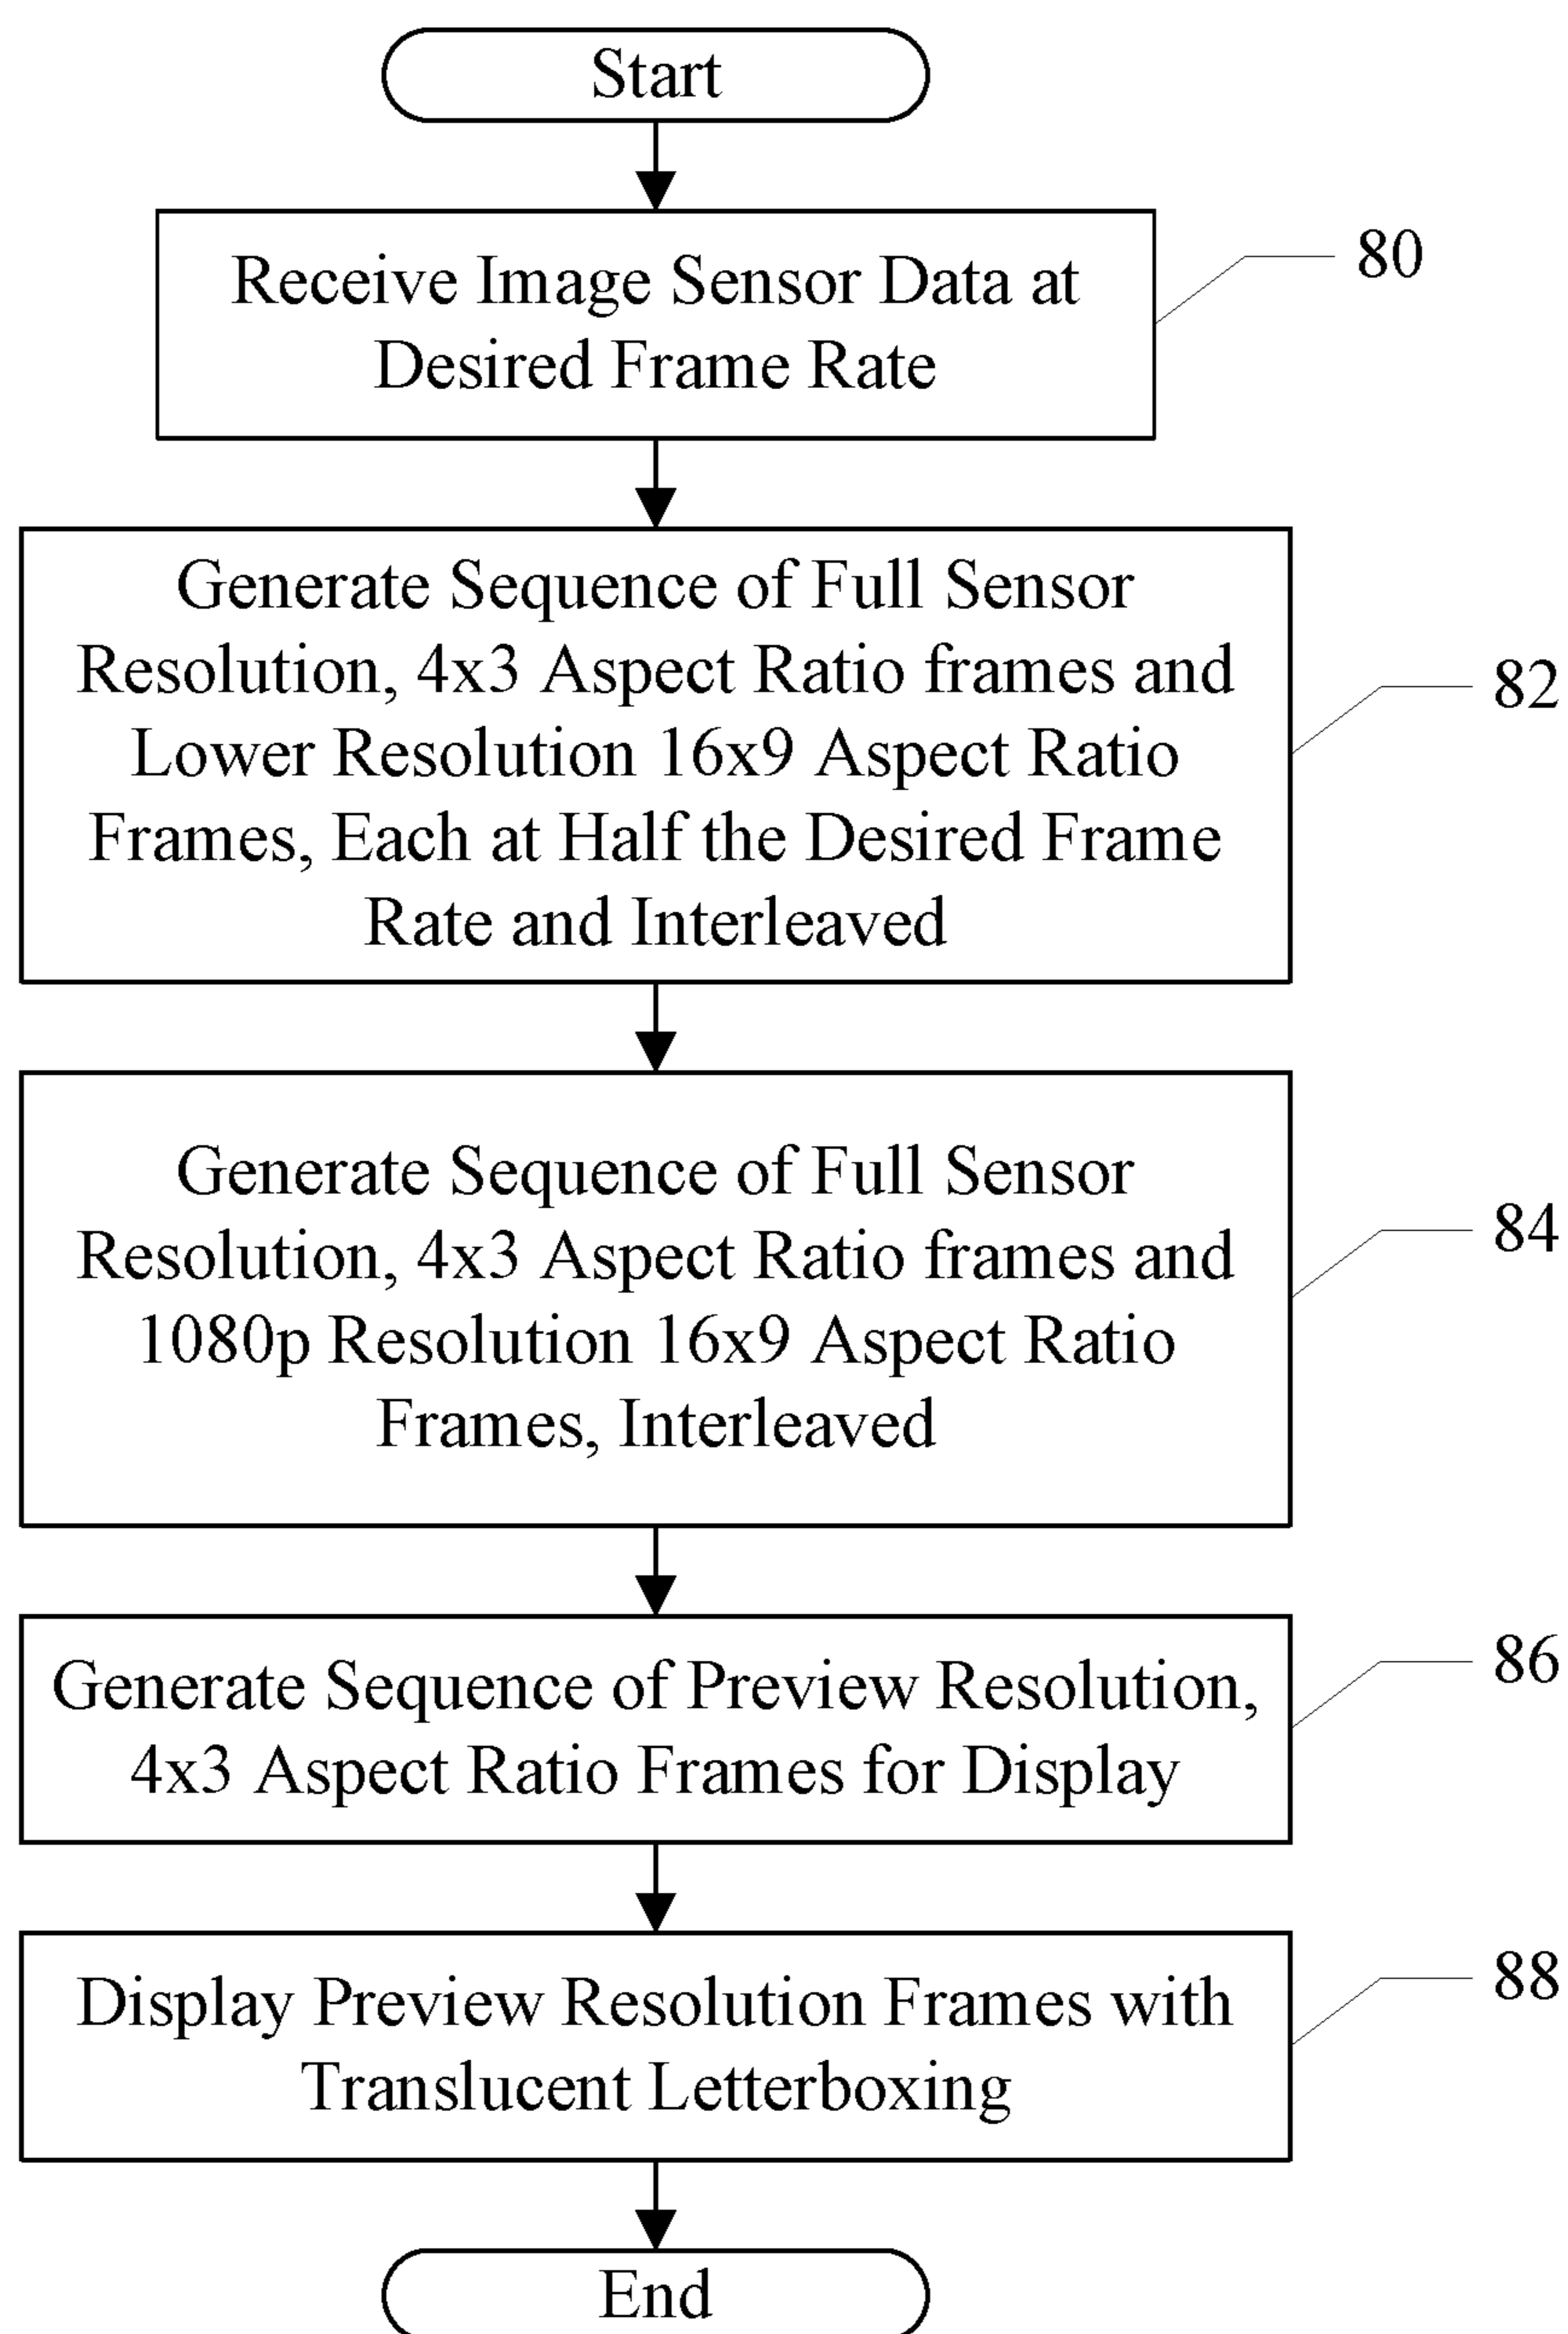 Start
Receive Image Sensor Data at
Desired Frame Rate
80
Generate Sequence of Full Sensor
Resolution, 4x3 Aspect Ratio frames and
Lower Resolution 16x9 Aspect Ratio
Frames, Each at Half the Desired Frame
Rate and Interleaved
82
Generate Sequence of Full Sensor
Resolution, 4x3 Aspect Ratio frames and
1080p Resolution 16x9 Aspect Ratio
Frames, Interleaved
84
Generate Sequence of Preview Resolution,
4x3 Aspect Ratio Frames for Display
86
Display Preview Resolution Frames with
Translucent Letterboxing
88
End